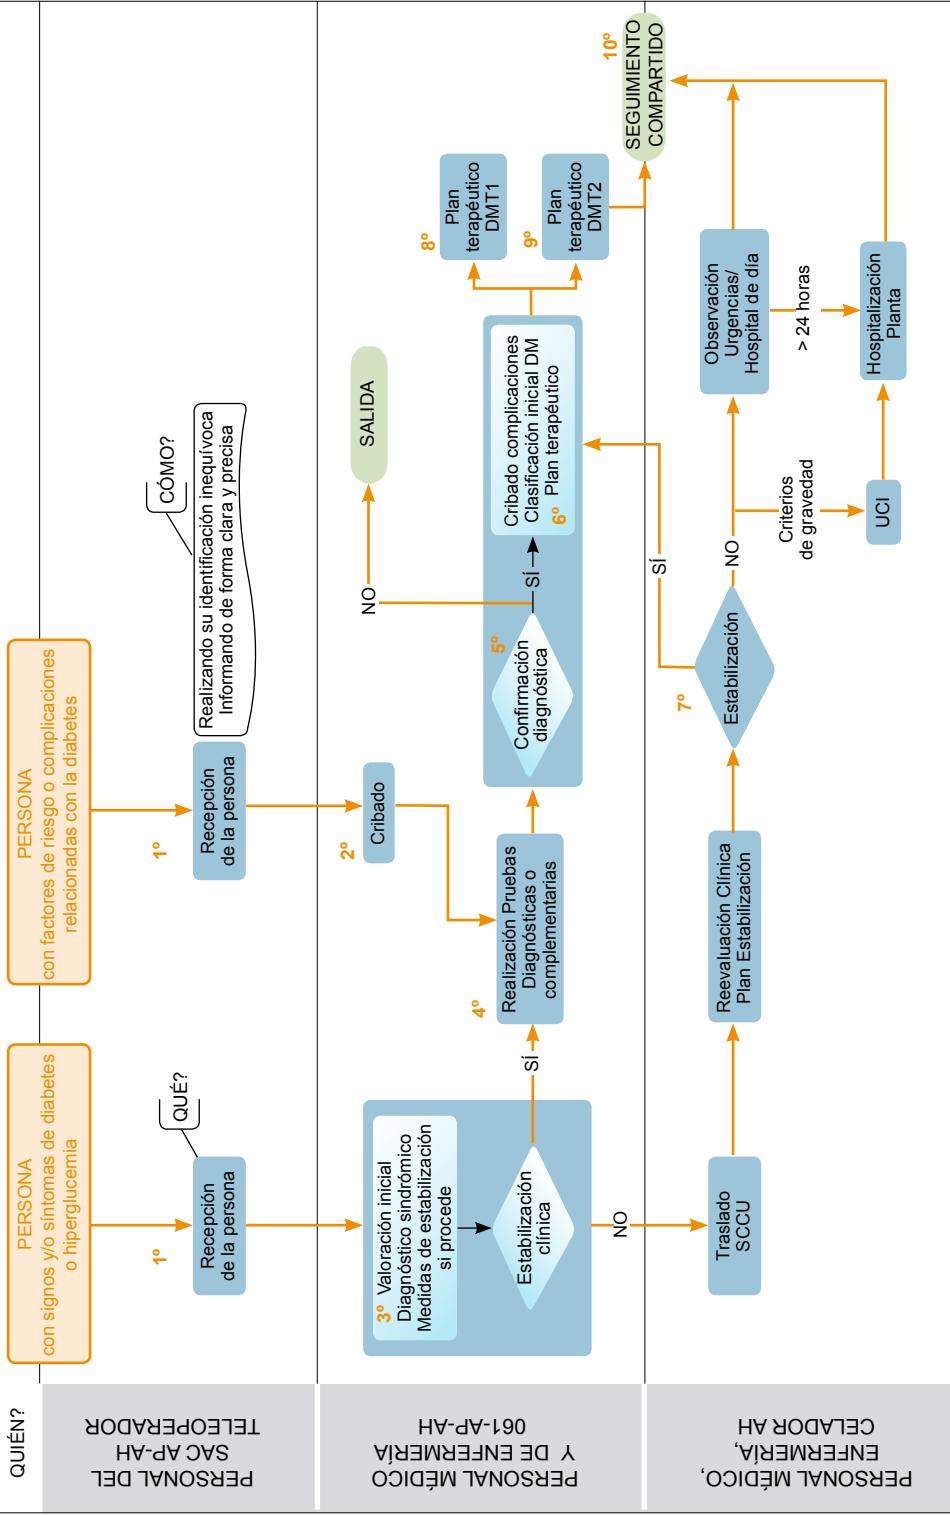 QUIÉN?
PERSONAL DEL
SAC AP-AH
TELEOPERADOR
PERSONAL MÉDICO
Y DE ENFERMERÍA
061-AP-AH
PERSONAL MÉDICO,
ENFERMERÍA,
CELADOR AH
PERSONA
con signos y/o síntomas de diabetes
o hiperglucemia
PERSONA
con factores de riesgo o complicaciones
relacionadas con la diabetes
1º
Recepción
de la persona
QUÉ?
1º
Recepción
de la persona
CÓMO?
Realizando su identificación inequívoca
Informando de forma clara y precisa
3º Valoración inicial
Diagnóstico sindrómico
Medidas de estabilización
si procede
Estabilización
clínica
SÍ
NO
2º
Cribado
4º
Realización Pruebas
Diagnósticas o
complementarias
5º
Confirmación
diagnóstica
NO
SALIDA
SÍ
Cribado complicaciones
Clasificación inicial DM
6º Plan terapéutico
8º
Plan
terapéutico
DMT1
9º
Plan
terapéutico
DMT2
10º
SEGUIMIENTO
COMPARTIDO
Traslado
SCCU
Reevaluación Clínica
Plan Estabilización
7º
Estabilización
SÍ
NO
Criterios
de gravedad
UCI
Observación
Urgencias/
Hospital de día
> 24 horas
Hospitalización
Planta